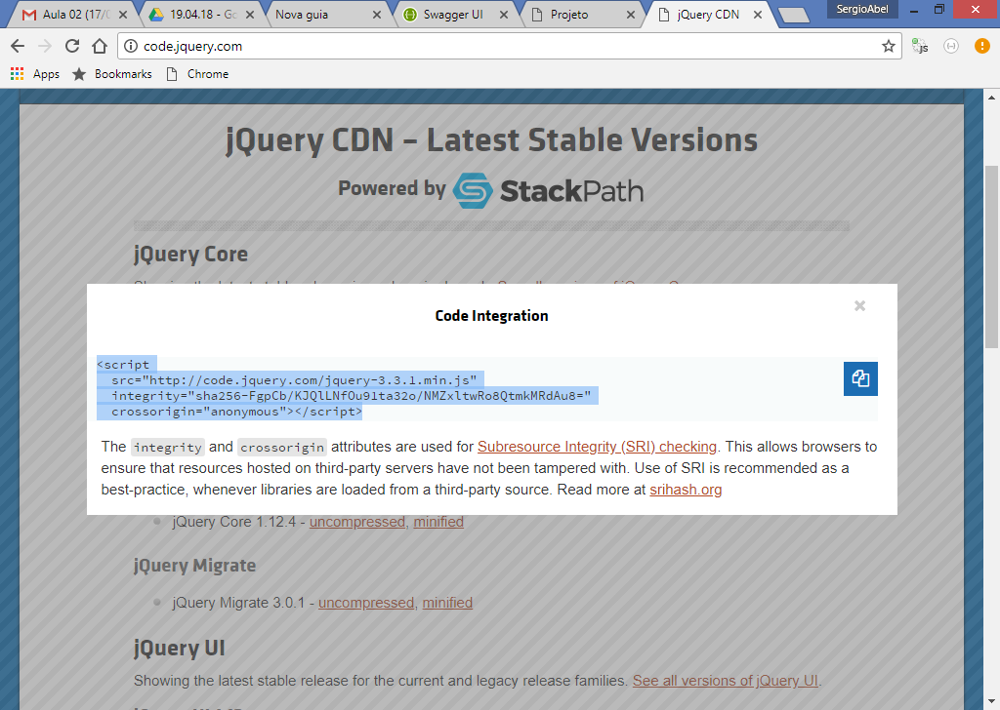 Aula 02 (17/0
19.04.18 - Go
Nova guia
Swagger UI
Projeto
jQuery CDN
SergioAbel
code.jquery.com
JS
Apps
Bookmarks
Chrome
jQuery CDN – Latest Stable Versions
Powered by StackPath
jQuery Core
Code Integration
<script
src="http://code.jquery.com/jquery-3.3.1.min.js"
integrity="sha256-FgpCb/KJQlLNfOu91ta32o/NMZxltwRo8QtmkMRdAu8="
crossorigin="anonymous"></script>
The integrity and crossorigin attributes are used for Subresource Integrity (SRI) checking. This allows browsers to
ensure that resources hosted on third-party servers have not been tampered with. Use of SRI is recommended as a
best-practice, whenever libraries are loaded from a third-party source. Read more at srihash.org
jQuery Core 1.12.4 - uncompressed, minified
jQuery Migrate
jQuery Migrate 3.0.1 - uncompressed, minified
jQuery UI
Showing the latest stable release for the current and legacy release families. See all versions of jQuery UI.